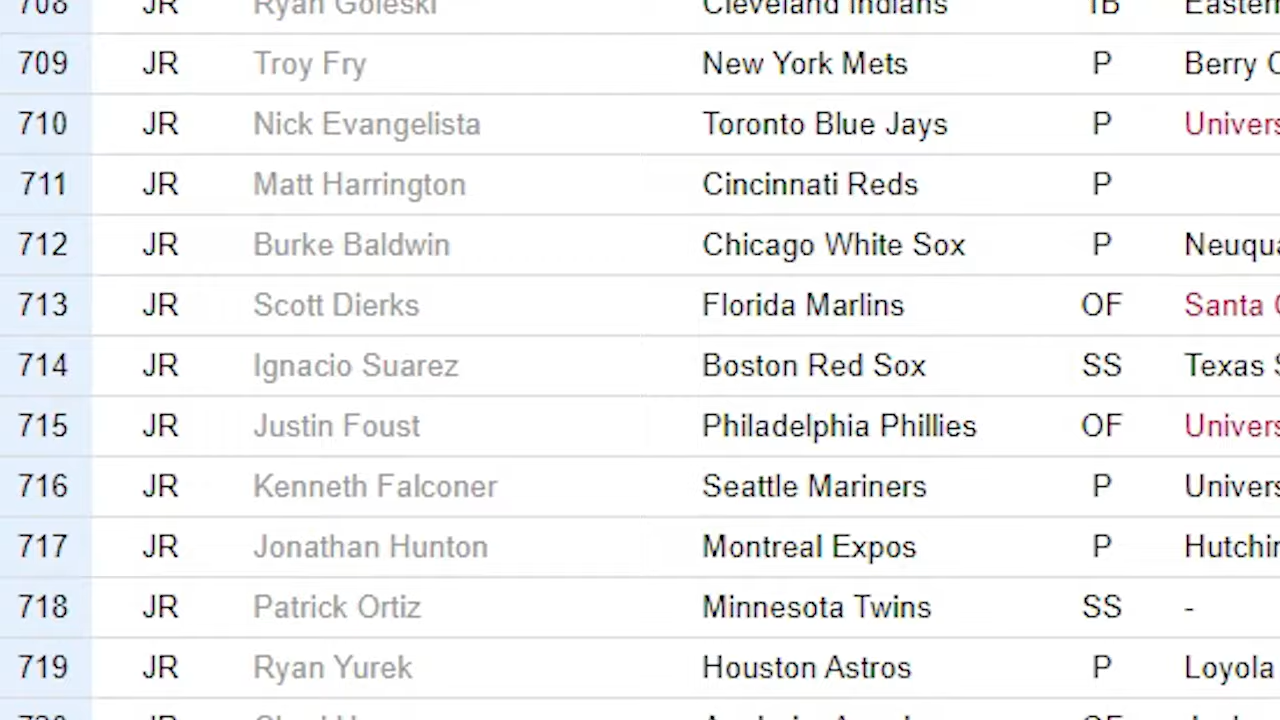 708 JR Ryan Goleski Cleveland Indians 1B Eastern
709 JR Troy Fry New York Mets P Berry
710 JR Nick Evangelista Toronto Blue Jays P Univers
711 JR Matt Harrington Cincinnati Reds P
712 JR Burke Baldwin Chicago White Sox P Neuqua
713 JR Scott Dierks Florida Marlins OF Santa
714 JR Ignacio Suarez Boston Red Sox SS Texas
715 JR Justin Foust Philadelphia Phillies OF Univers
716 JR Kenneth Falconer Seattle Mariners P Univers
717 JR Jonathan Hunton Montreal Expos P Hutchin
718 JR Patrick Ortiz Minnesota Twins SS -
719 JR Ryan Yurek Houston Astros P Loyola
720 JR